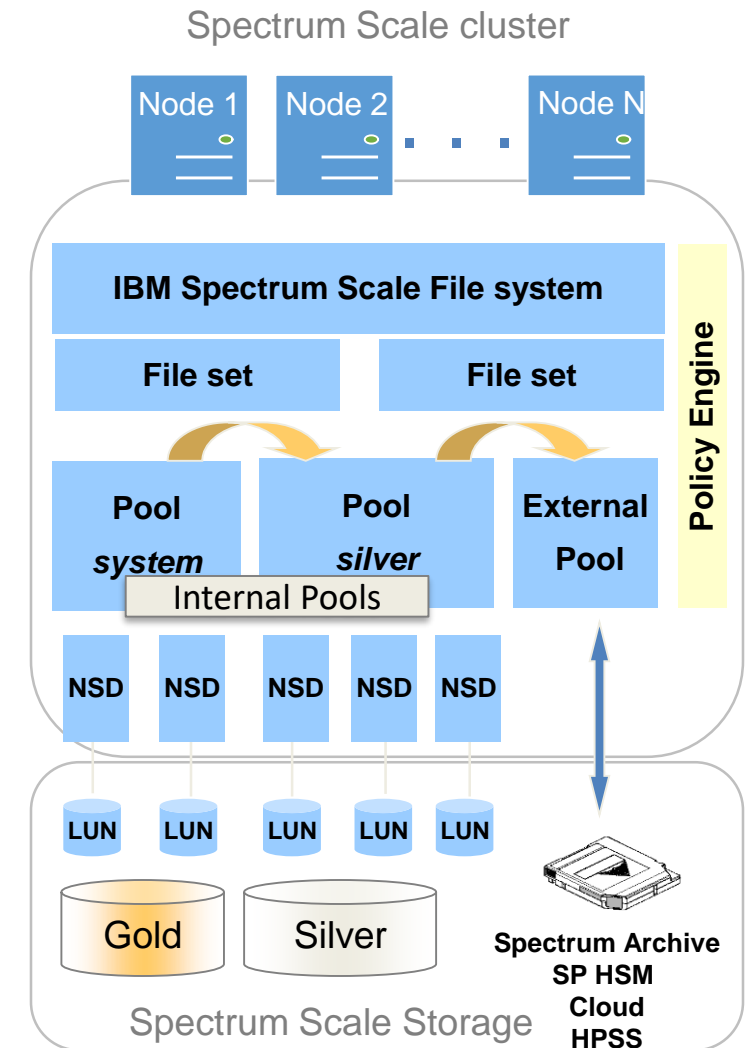 Spectrum Scale cluster
Node 1
Node 2
Node N
IBM Spectrum Scale File system
Policy Engine
File set
File set
Pool
system
Pool
silver
External
Pool
Internal Pools
NSD
NSD
NSD
NSD
NSD
LUN
LUN
LUN
LUN
LUN
Gold
Silver
Spectrum Archive
SP HSM
Cloud
HPSS
Spectrum Scale Storage